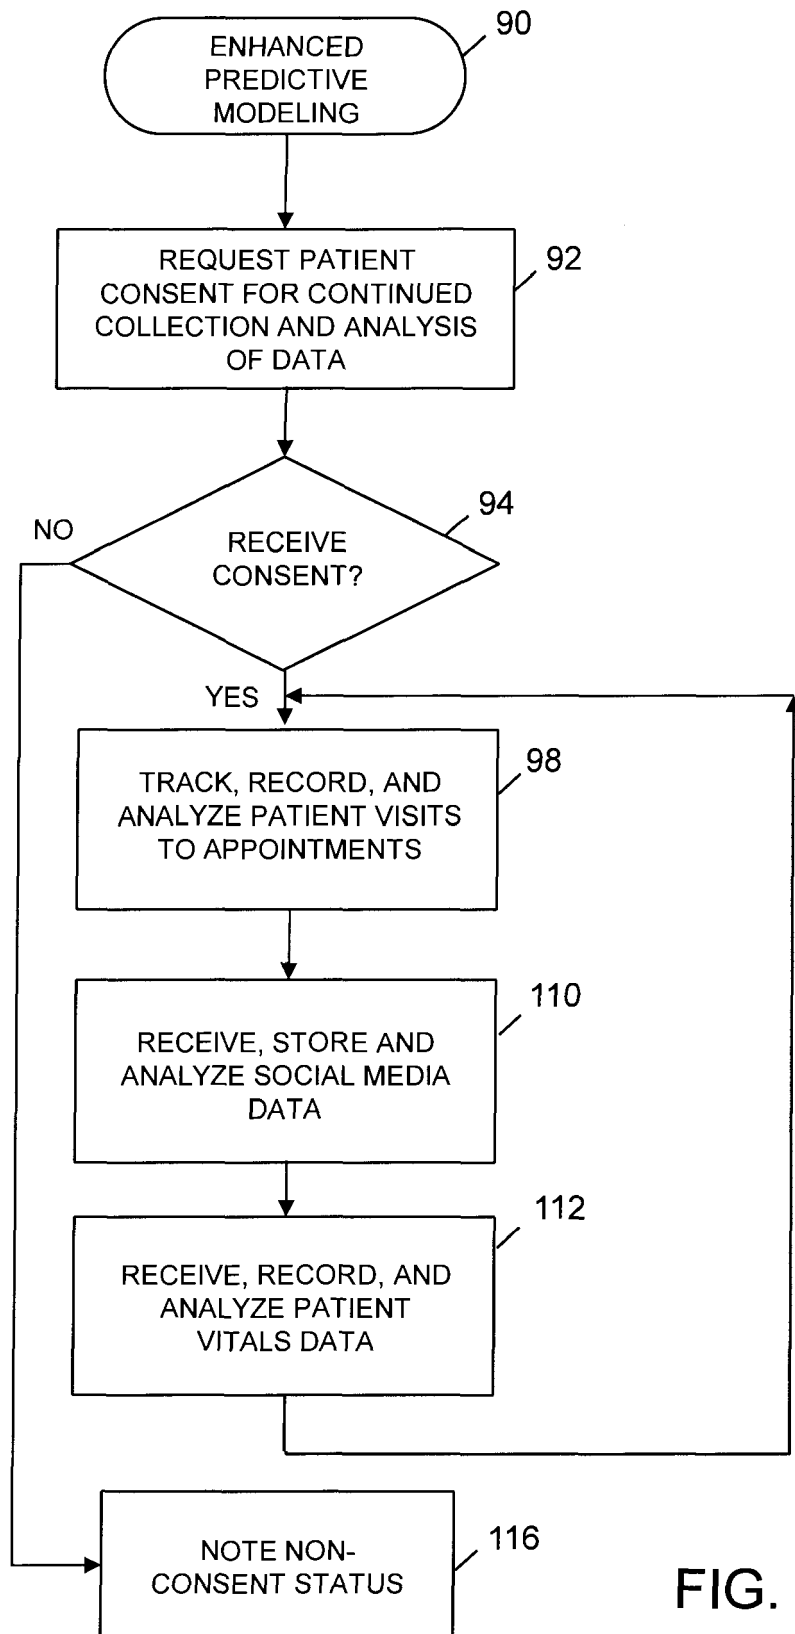 90
ENHANCED
PREDICTIVE
MODELING
92
REQUEST PATIENT
CONSENT FOR CONTINUED
COLLECTION AND ANALYSIS
OF DATA
94
NO
RECEIVE
CONSENT?
YES
98
TRACK, RECORD, AND
ANALYZE PATIENT VISITS
TO APPOINTMENTS
110
RECEIVE, STORE AND
ANALYZE SOCIAL MEDIA
DATA
112
RECEIVE, RECORD, AND
ANALYZE PATIENT
VITALS DATA
116
NOTE NON-
CONSENT STATUS
FIG.